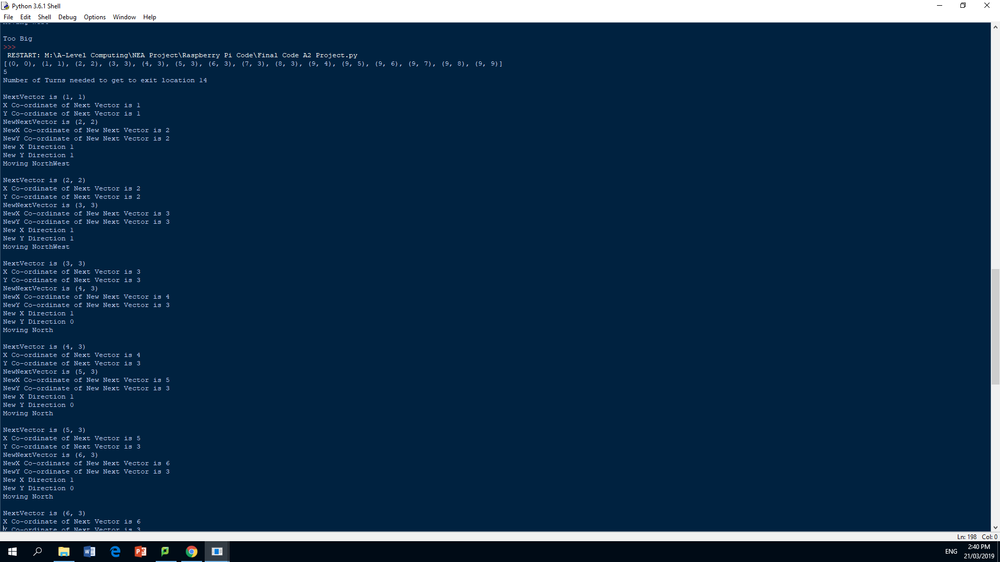 Python 3.6.1 Shell
File Edit Shell Debug Options Window Help
Too Big
>>>
RESTART: M:\A-Level Computing\NEA Project\Raspberry Pi Code\Final Code A2 Project.py
[(0, 0), (1, 1), (2, 2), (3, 3), (4, 3), (5, 3), (6, 3), (7, 3), (8, 3), (9, 4), (9, 5), (9, 6), (9, 7), (9, 8), (9, 9)]
5
Number of Turns needed to get to exit location 14
NextVector is (1, 1)
X Co-ordinate of Next Vector is 1
Y Co-ordinate of Next Vector is 1
NewNextVector is (2, 2)
NewX Co-ordinate of New Next Vector is 2
NewY Co-ordinate of New Next Vector is 2
New X Direction 1
New Y Direction 1
Moving NorthWest
NextVector is (2, 2)
X Co-ordinate of Next Vector is 2
Y Co-ordinate of Next Vector is 2
NewNextVector is (3, 3)
NewX Co-ordinate of New Next Vector is 3
NewY Co-ordinate of New Next Vector is 3
New X Direction 1
New Y Direction 1
Moving NorthWest
NextVector is (3, 3)
X Co-ordinate of Next Vector is 3
Y Co-ordinate of Next Vector is 3
NewNextVector is (4, 3)
NewX Co-ordinate of New Next Vector is 4
NewY Co-ordinate of New Next Vector is 3
New X Direction 1
New Y Direction 0
Moving North
NextVector is (4, 3)
X Co-ordinate of Next Vector is 4
Y Co-ordinate of Next Vector is 3
NewNextVector is (5, 3)
NewX Co-ordinate of New Next Vector is 5
NewY Co-ordinate of New Next Vector is 3
New X Direction 1
New Y Direction 0
Moving North
NextVector is (5, 3)
X Co-ordinate of Next Vector is 5
Y Co-ordinate of Next Vector is 3
NewNextVector is (6, 3)
NewX Co-ordinate of New Next Vector is 6
NewY Co-ordinate of New Next Vector is 3
New X Direction 1
New Y Direction 0
Moving North
NextVector is (6, 3)
X Co-ordinate of Next Vector is 6
Y Co-ordinate of Next Vector is 3
Ln: 198 Col: 0
ENG
2:40 PM
21/03/2019